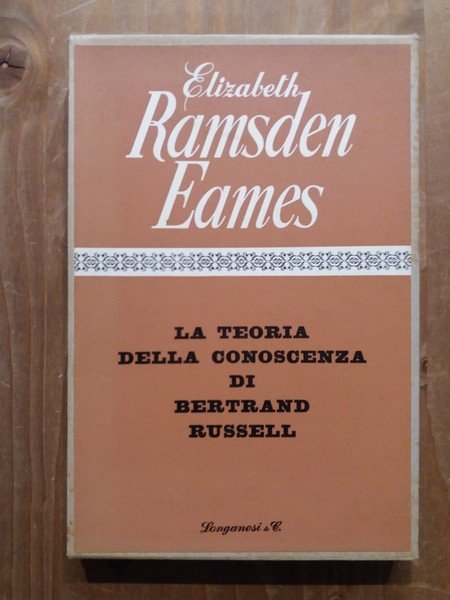 Elizabeth
Ramsden
Eames
LA TEORIA
DELLA CONOSCENZA
DI
BERTRAND
RUSSELL
Longanesi & C.